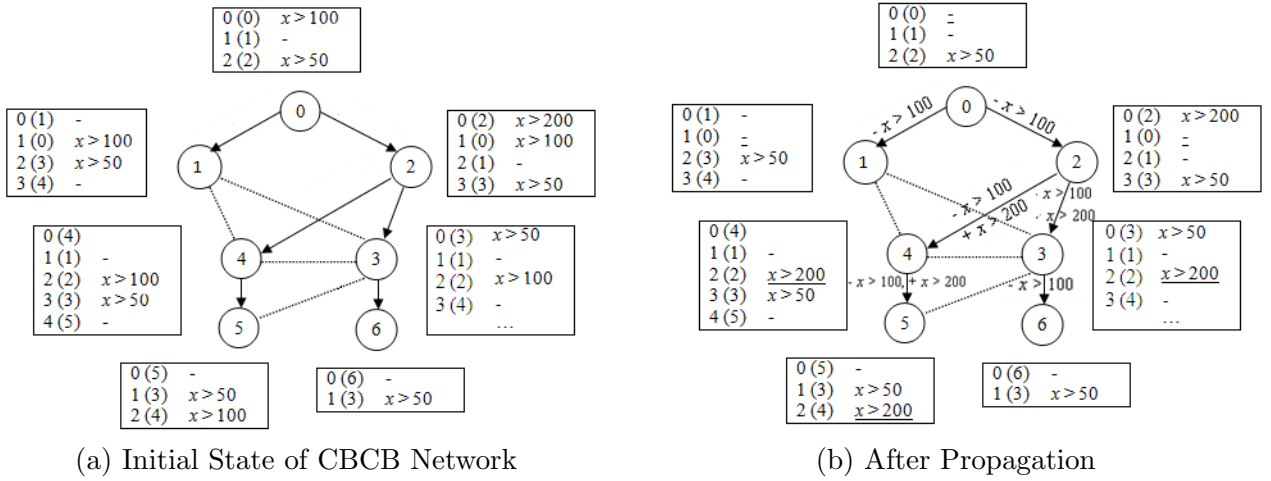 0 (0) x > 100
1 (1) -
2 (2) x > 50
0 (1) -
1 (0) x > 100
2 (3) x > 50
3 (4) -
0
0 (2) x > 200
1 (0) x > 100
2 (1) -
3 (3) x > 50
1
2
0 (4)
1 (1) -
2 (2) x > 100
3 (3) x > 50
4 (5) -
4
3
0 (3) x > 50
1 (1) -
2 (2) x > 100
3 (4) -
...
5
6
0 (5) -
1 (3) x > 50
2 (4) x > 100
0 (6) -
1 (3) x > 50
(a) Initial State of CBCB Network
0 (0) -
1 (1) -
2 (2) x > 50
0 (1) -
1 (0) -
2 (3) x > 50
3 (4) -
- x > 100
0
- x > 100
0 (2) x > 200
1 (0) -
2 (1) -
3 (3) x > 50
1
2
- x > 100
+ x > 200
- x > 100
- x > 200
0 (4)
1 (1) -
2 (2) x > 200
3 (3) x > 50
4 (5) -
4
3
0 (3) x > 50
1 (1) -
2 (2) x > 200
3 (4) -
...
- x > 100, + x > 200
- x > 100
5
6
0 (5) -
1 (3) x > 50
2 (4) x > 200
0 (6) -
1 (3) x > 50
(b) After Propagation